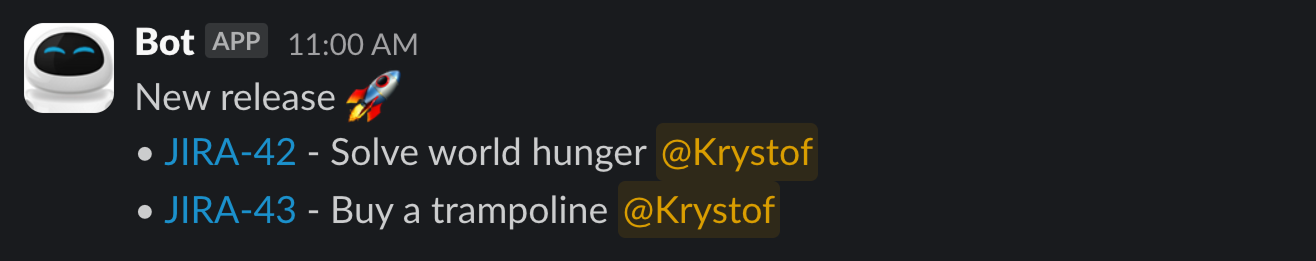 Bot APP 11:00 AM
New release 🚀
• JIRA-42 - Solve world hunger @Krystof
• JIRA-43 - Buy a trampoline @Krystof